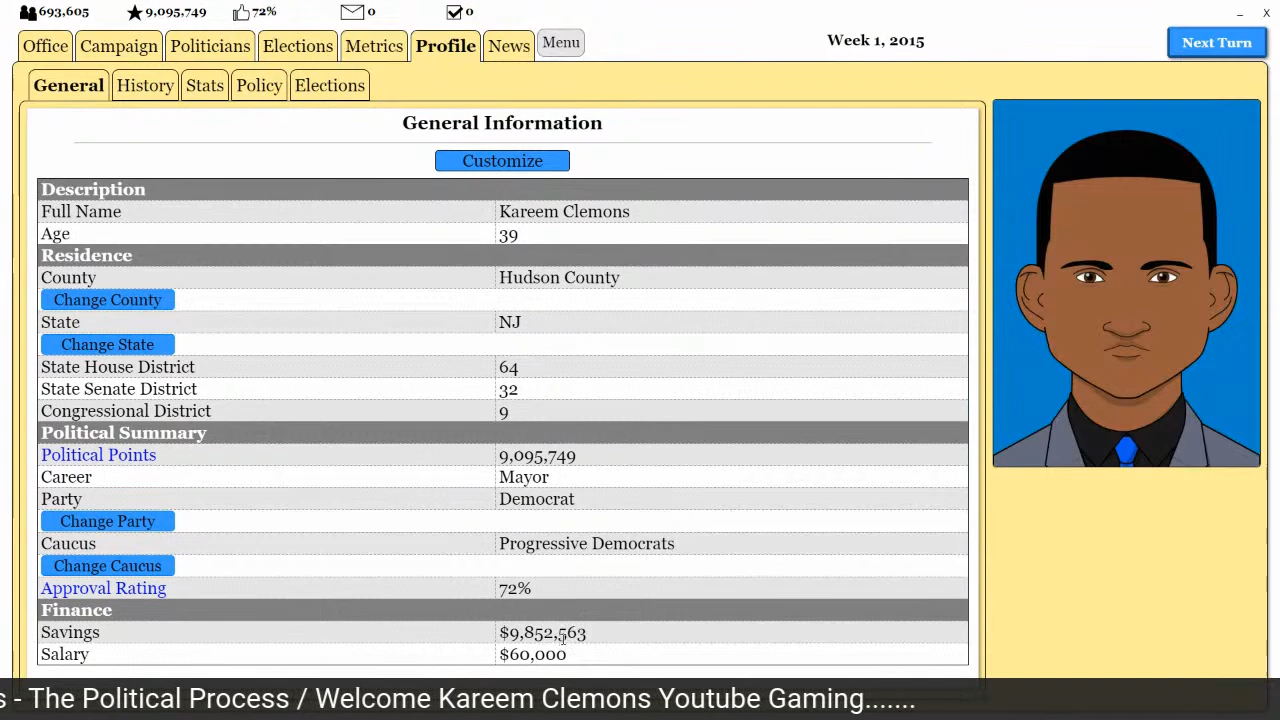 693,605 9,095,749 72% 0 0 _ X
Office Campaign Politicians Elections Metrics Profile News Menu Week 1, 2015 Next Turn
General History Stats Policy Elections
General Information
Customize
Description
Full Name Kareem Clemons
Age 39
Residence
County Hudson County
Change County
State NJ
Change State
State House District 64
State Senate District 32
Congressional District 9
Political Summary
Political Points 9,095,749
Career Mayor
Party Democrat
Change Party
Caucus Progressive Democrats
Change Caucus
Approval Rating 72%
Finance
Savings $9,852,563
Salary $60,000
s - The Political Process / Welcome Kareem Clemons Youtube Gaming.......